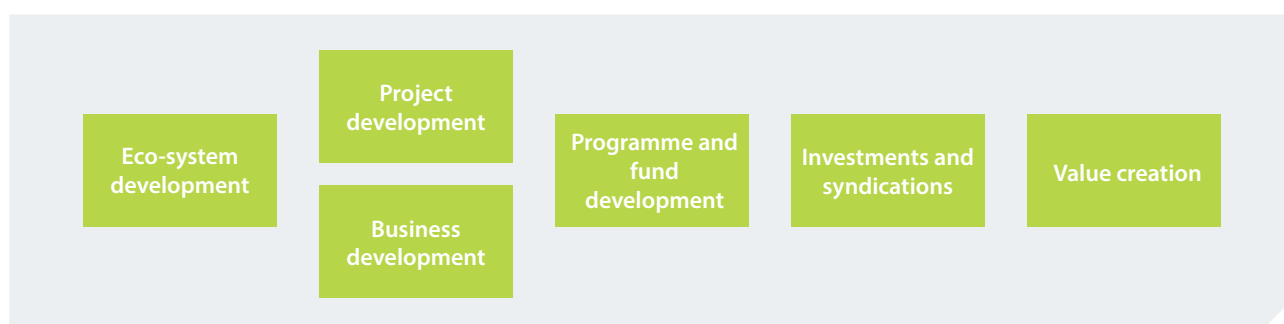 Eco-system
development
Project
development
Business
development
Programme and
fund
development
Investments and
syndications
Value creation